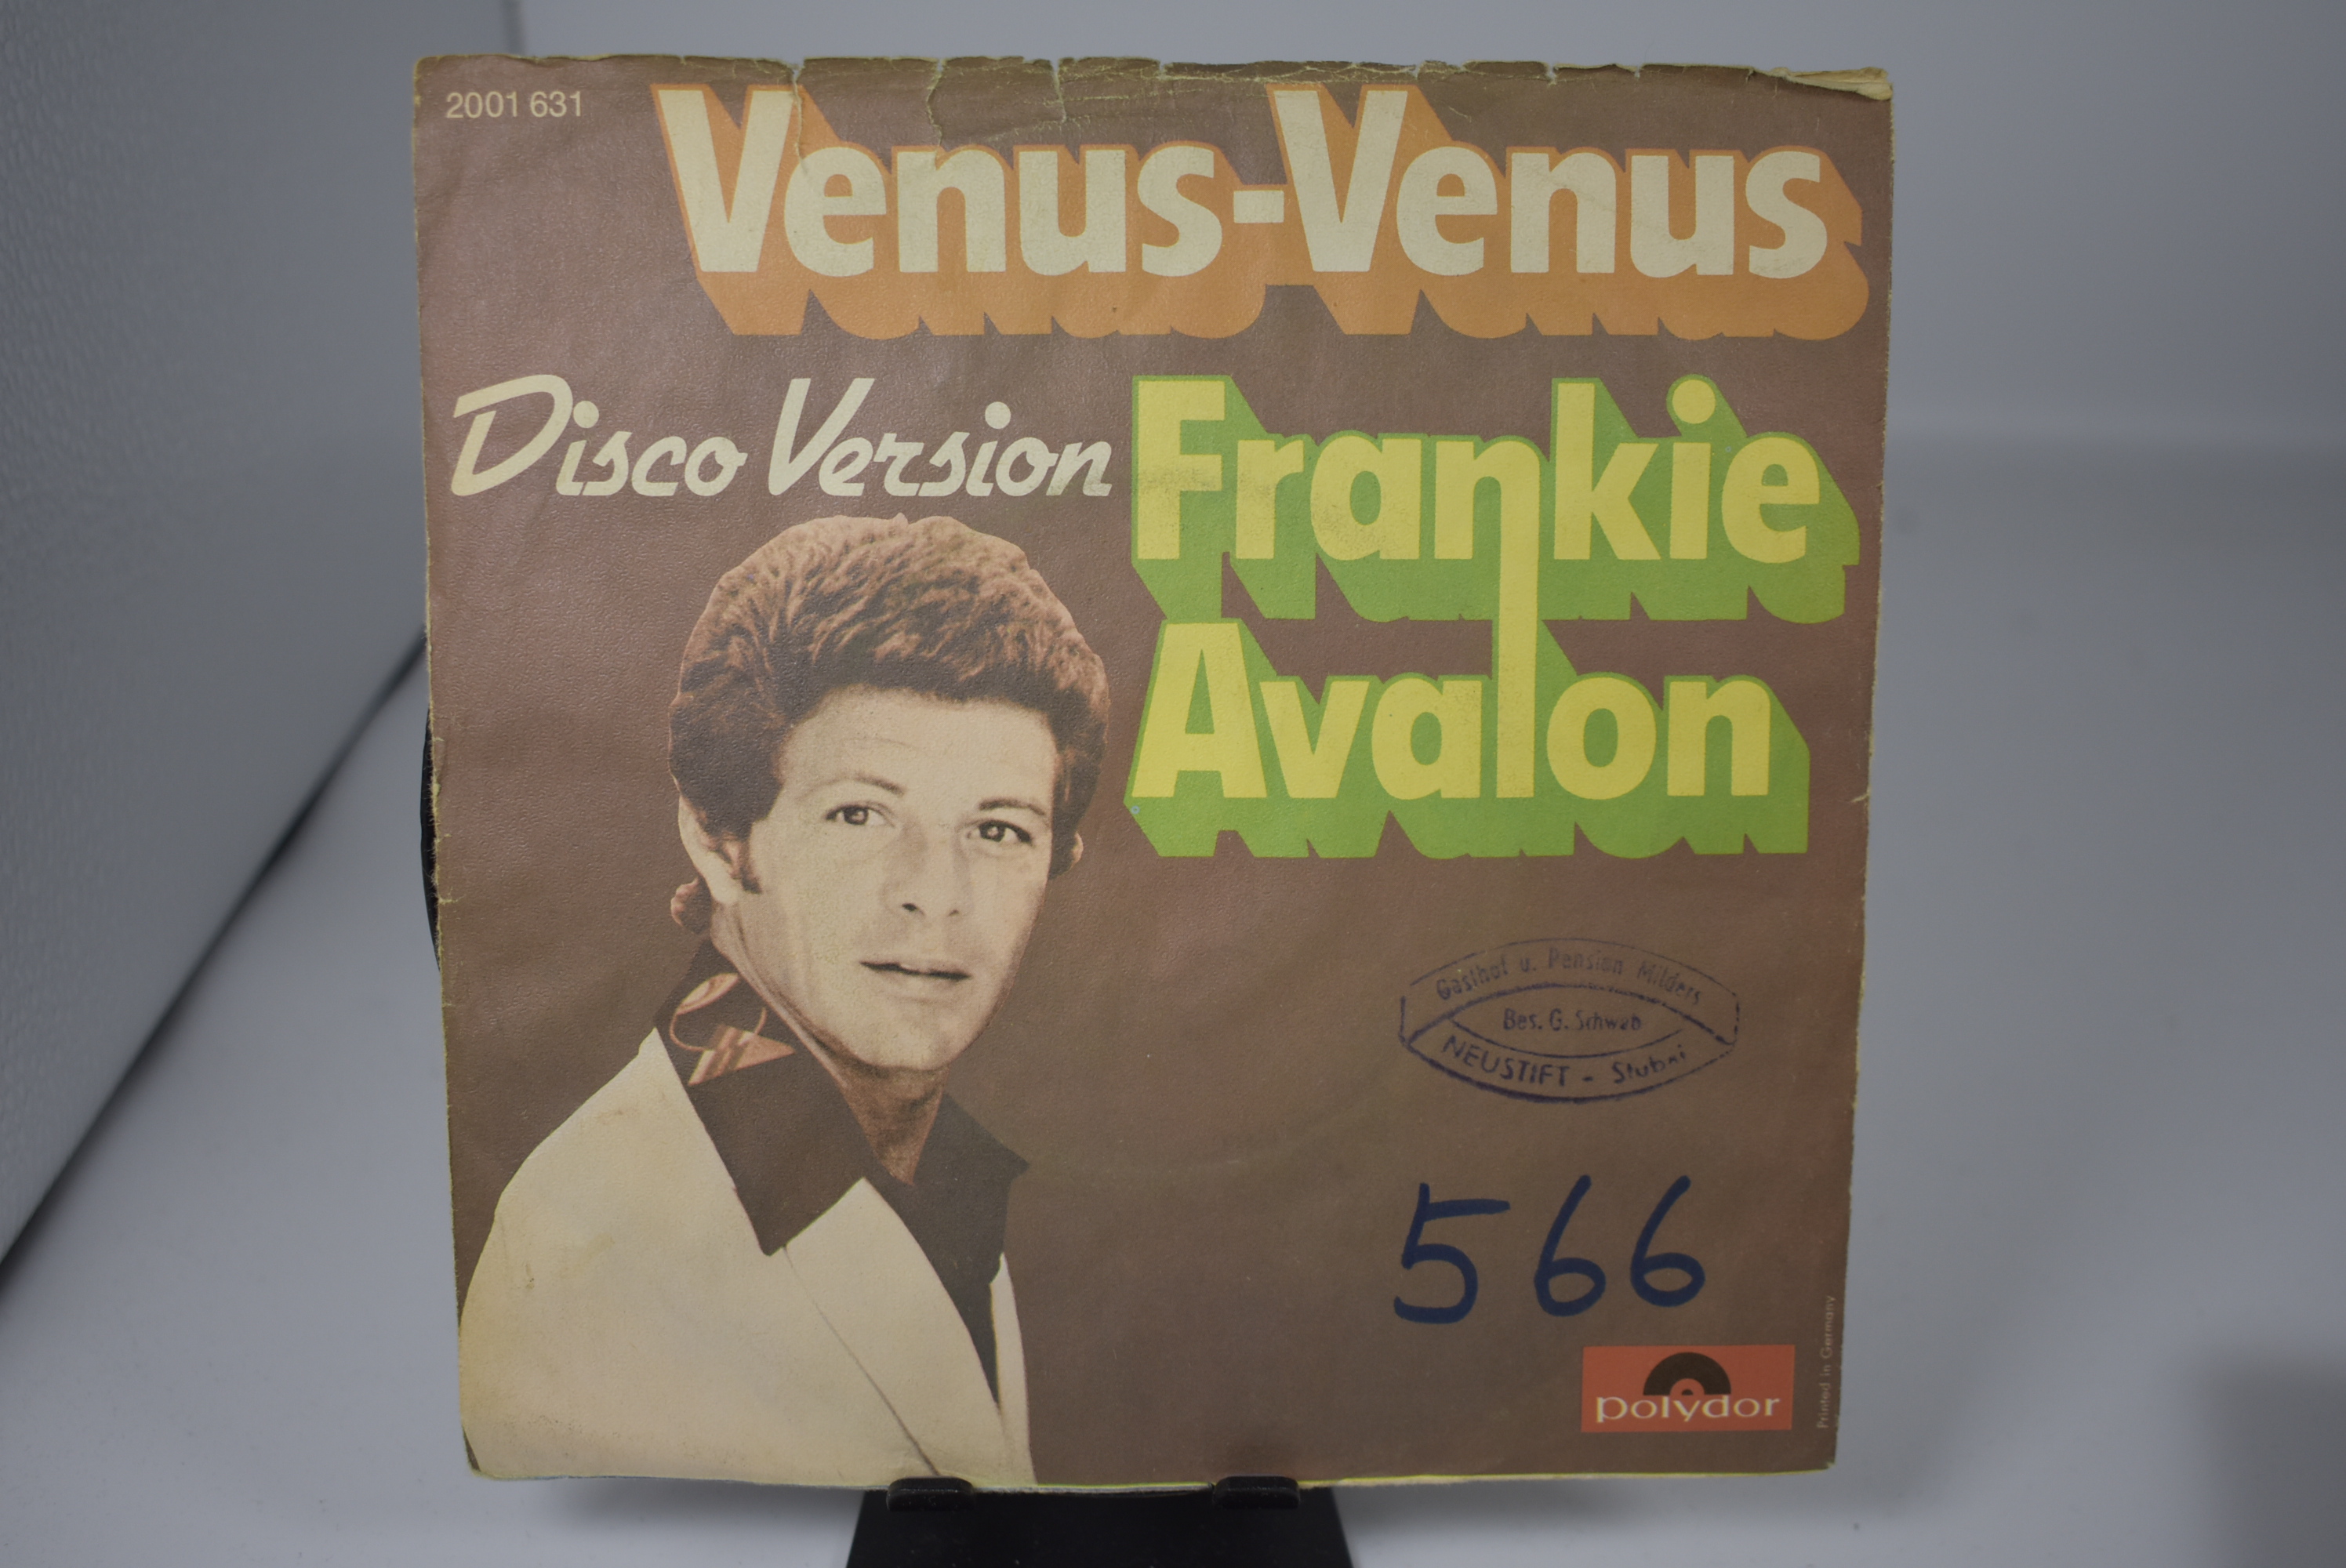 2001 631
Venus-Venus
Disco Version
Frankie
Avalon
Gasthof u. Pension Milders
Bes. G. Schwab
NEUSTIFT - Stubai
566
polydor
Printed in Germany